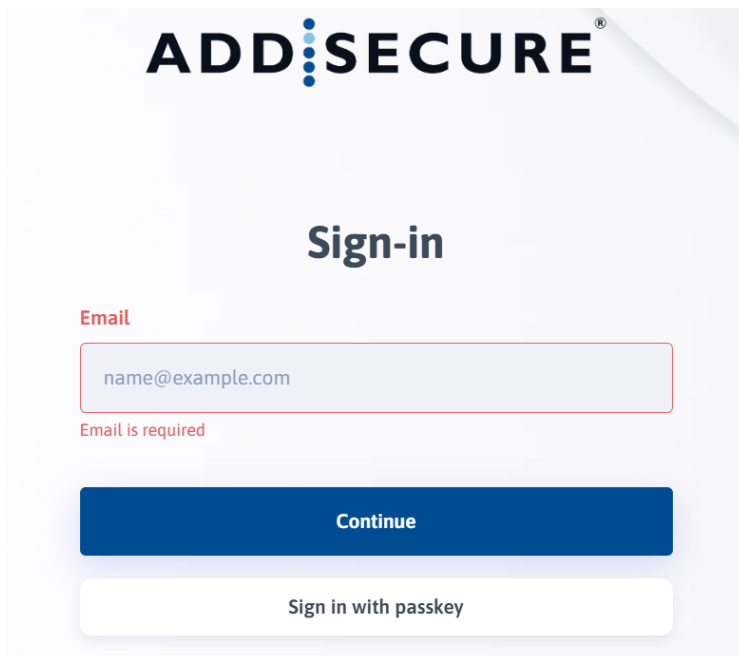 ADDSECURE®
Sign-in
Email
name@example.com
Email is required
Continue
Sign in with passkey